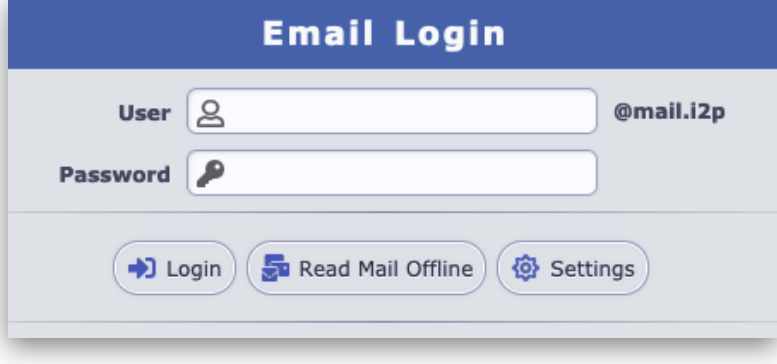 Email Login
User @mail.i2p
Password
Login Read Mail Offline Settings